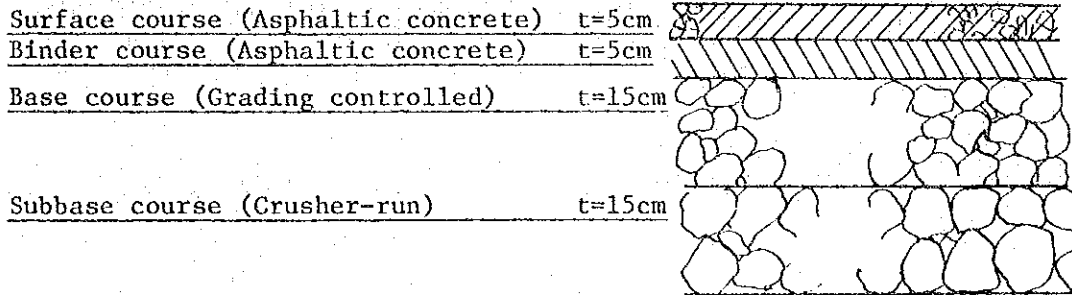 Surface course (Asphaltic concrete) t=5cm
Binder course (Asphaltic concrete) t=5cm
Base course (Grading controlled) t=15cm
Subbase course (Crusher-run) t=15cm